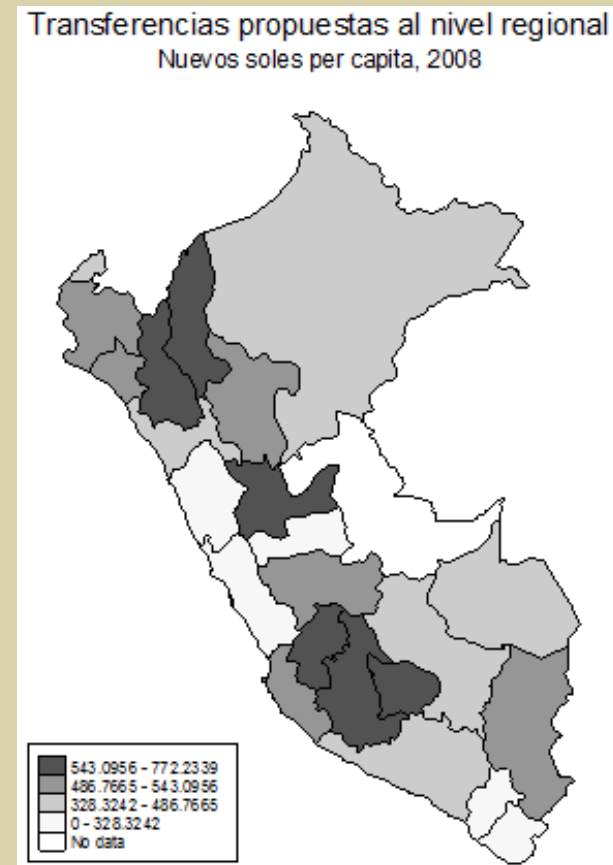 Transferencias propuestas al nivel regional
Nuevos soles per capita, 2008
543.0956 - 772.2339
486.7665 - 543.0956
328.3242 - 486.7665
0 - 328.3242
No data